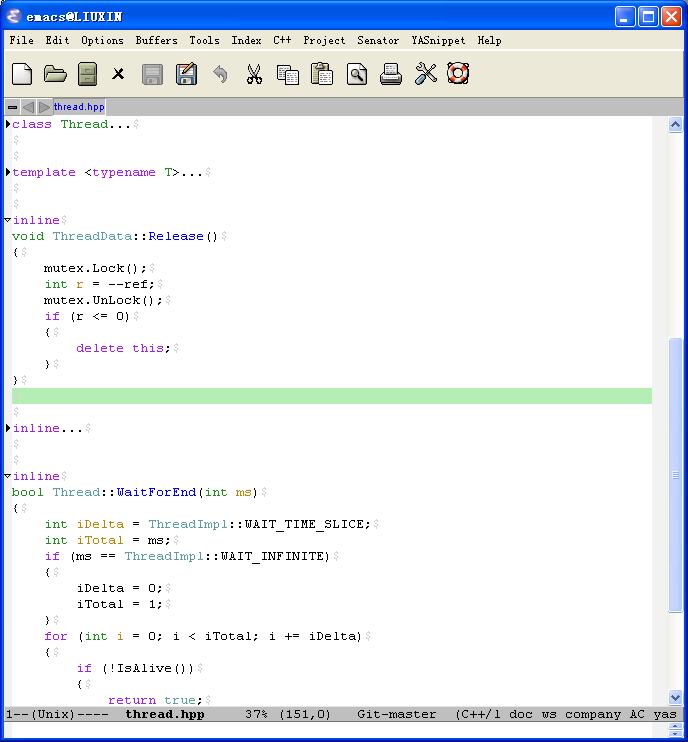 emacs@LIUXIN
File Edit Options Buffers Tools Index C++ Project Senator YASnippet Help
thread.hpp
class Thread...$
$
$
template <typename T>...$
$
$
inline$
void ThreadData::Release()$
{$
    mutex.Lock();$
    int r = --ref;$
    mutex.UnLock();$
    if (r <= 0)$
    {$
        delete this;$
    }$
}$
$
inline...$
$
$
inline$
bool Thread::WaitForEnd(int ms)$
{$
    int iDelta = ThreadImpl::WAIT_TIME_SLICE;$
    int iTotal = ms;$
    if (ms == ThreadImpl::WAIT_INFINITE)$
    {$
        iDelta = 0;$
        iTotal = 1;$
    }$
    for (int i = 0; i < iTotal; i += iDelta)$
    {$
        if (!IsAlive())$
        {$
            return true;$
1--(Unix)---- thread.hpp 37% (151,0) Git-master (C++/l doc ws company AC yas